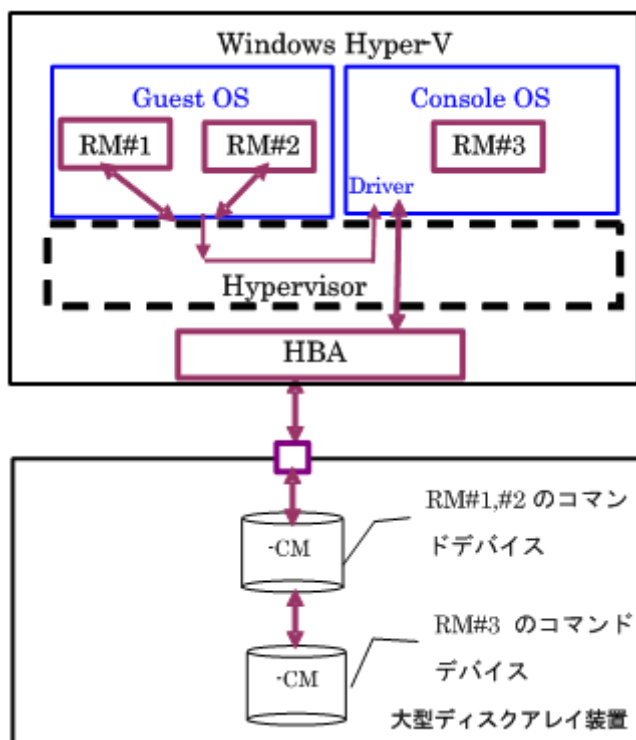 Windows Hyper-V
Guest OS
Console OS
RM#1
RM#2
RM#3
Driver
Hypervisor
HBA
RM#1,#2 のコマン
ドデバイス
-CM
RM#3 のコマンド
デバイス
-CM
大型ディスクアレイ装置